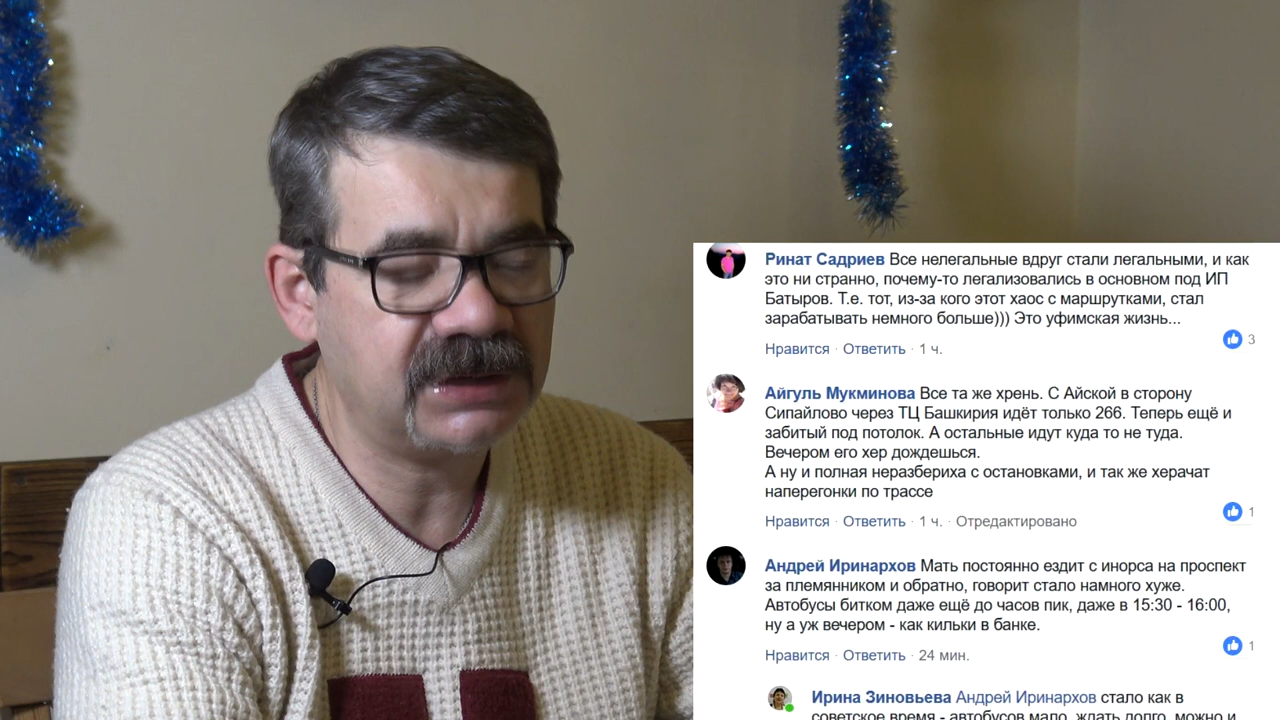 Ринат Садриев Все нелегальные вдруг стали легальными, и как
это ни странно, почему-то легализовались в основном под ИП
Батыров. Т.е. тот, из-за кого этот хаос с маршрутками, стал
зарабатывать немного больше))) Это уфимская жизнь...
Нравится · Ответить · 1 ч.
3
Айгуль Мукминова Все та же хрень. С Айской в сторону
Сипайлово через ТЦ Башкирия идёт только 266. Теперь ещё и
забитый под потолок. А остальные идут куда то не туда.
Вечером его хер дождешься.
А ну и полная неразбериха с остановками, и так же херачат
наперегонки по трассе
Нравится · Ответить · 1 ч. · Отредактировано
1
Андрей Иринархов Мать постоянно ездит с инорса на проспект
за племянником и обратно, говорит стало намного хуже.
Автобусы битком даже ещё до часов пик, даже в 15:30 - 16:00,
ну а уж вечером - как кильки в банке.
Нравится · Ответить · 24 мин.
1
Ирина Зиновьева Андрей Иринархов стало как в
советское время - автобусов мало, ждать долго, можно и